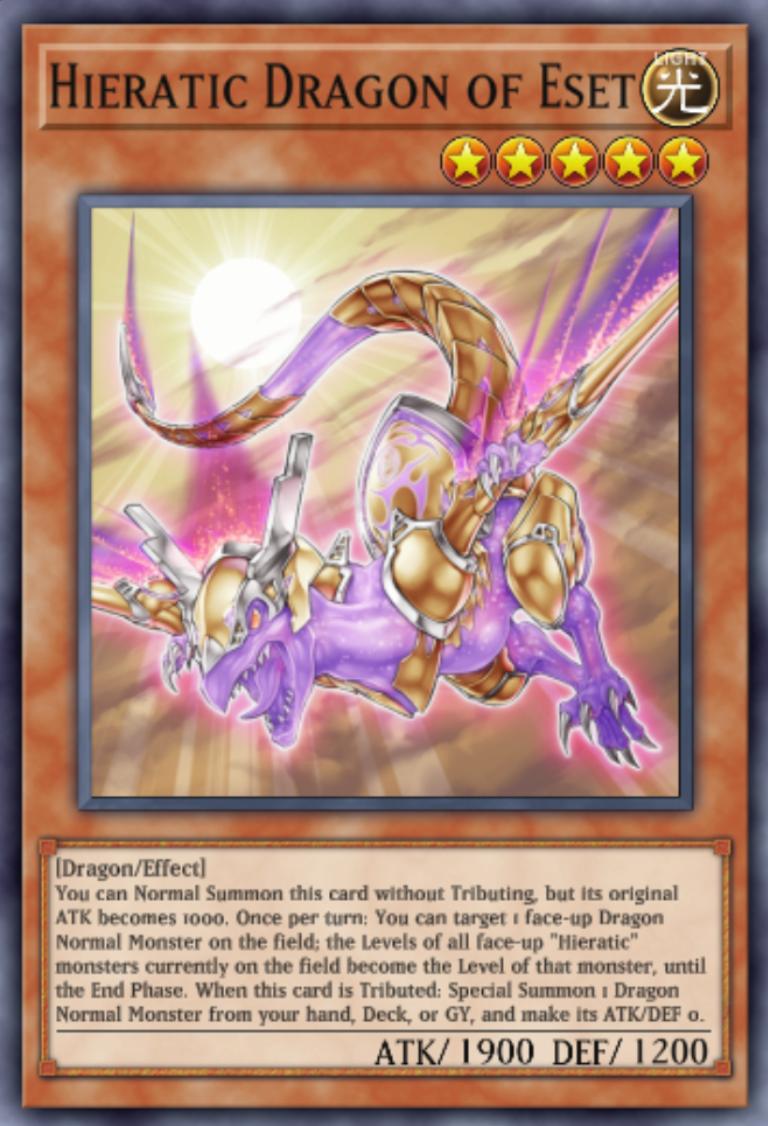 Hieratic Dragon of Eset
LIGHT
光
[Dragon/Effect]
You can Normal Summon this card without Tributing, but its original
ATK becomes 1000. Once per turn: You can target 1 face-up Dragon
Normal Monster on the field; the Levels of all face-up "Hieratic"
monsters currently on the field become the Level of that monster, until
the End Phase. When this card is Tributed: Special Summon 1 Dragon
Normal Monster from your hand, Deck, or GY, and make its ATK/DEF 0.
ATK/ 1900 DEF/ 1200